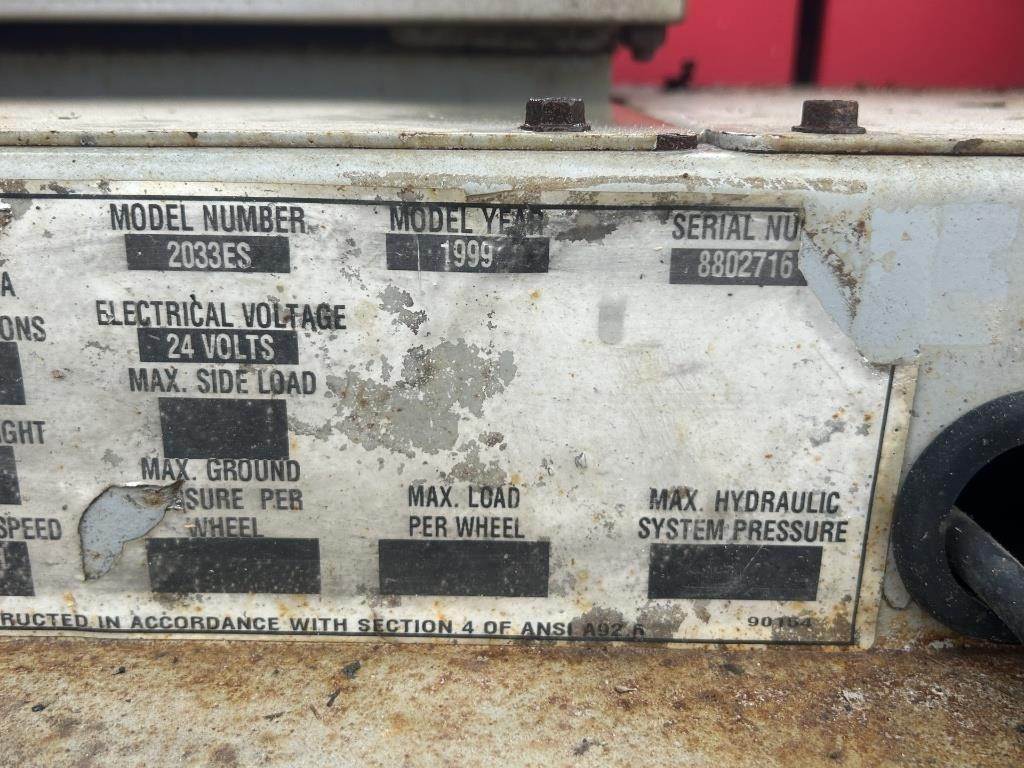 MODEL NUMBER MODEL YEAR SERIAL NU
2033ES 1999 8802716
A
ONS
ELECTRICAL VOLTAGE
24 VOLTS
MAX. SIDE LOAD
GHT
MAX. GROUND
SURE PER
WHEEL
SPEED
MAX. LOAD
PER WHEEL
MAX. HYDRAULIC
SYSTEM PRESSURE
RUCTED IN ACCORDANCE WITH SECTION 4 OF ANSI A92